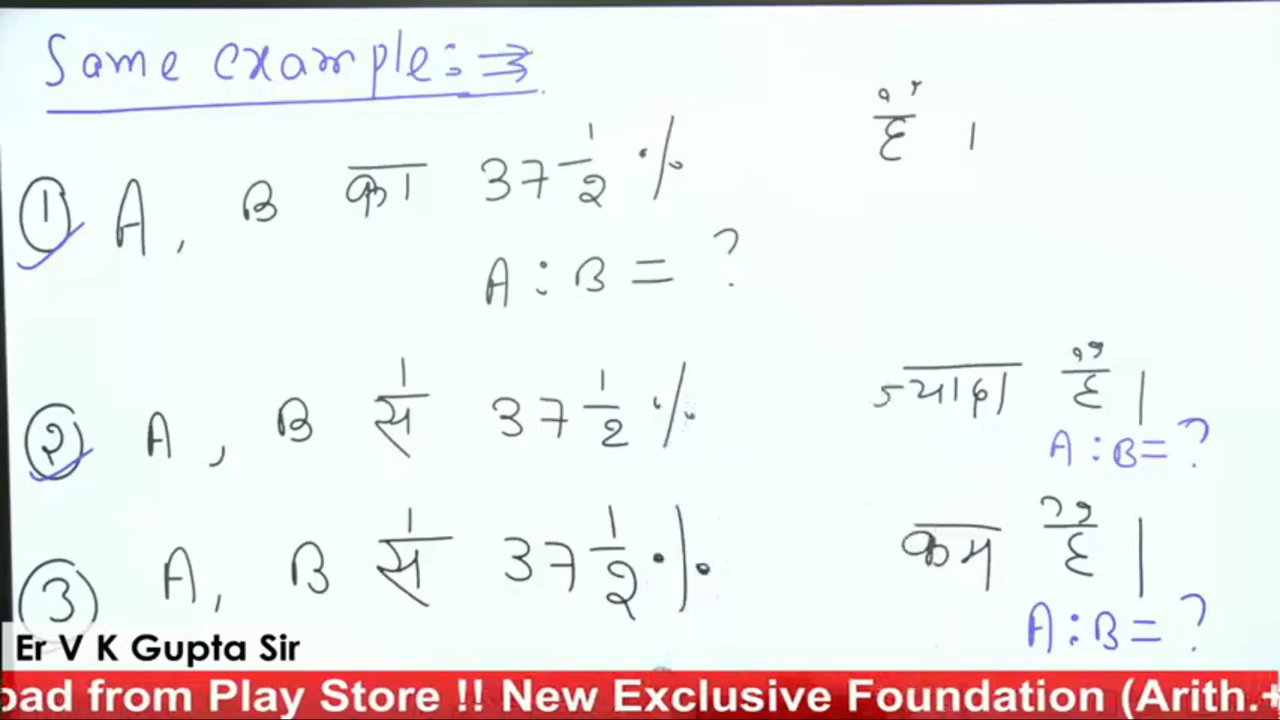 Same example:⇒
① A, B का 37 1/2 % है।
A : B = ?
② A, B से 37 1/2 % ज्यादा है।
A : B = ?
③ A, B से 37 1/2 % कम है।
A : B = ?
Er V K Gupta Sir
oad from Play Store !! New Exclusive Foundation (Arith.+